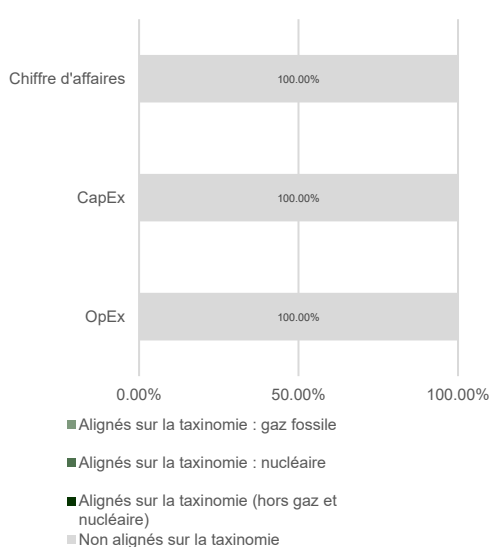 Chiffre d'affaires
100.00%
CapEx
100.00%
OpEx
100.00%
0.00% 50.00% 100.00%
Alignés sur la taxinomie : gaz fossile
Alignés sur la taxinomie : nucléaire
Alignés sur la taxinomie (hors gaz et
nucléaire)
Non alignés sur la taxinomie